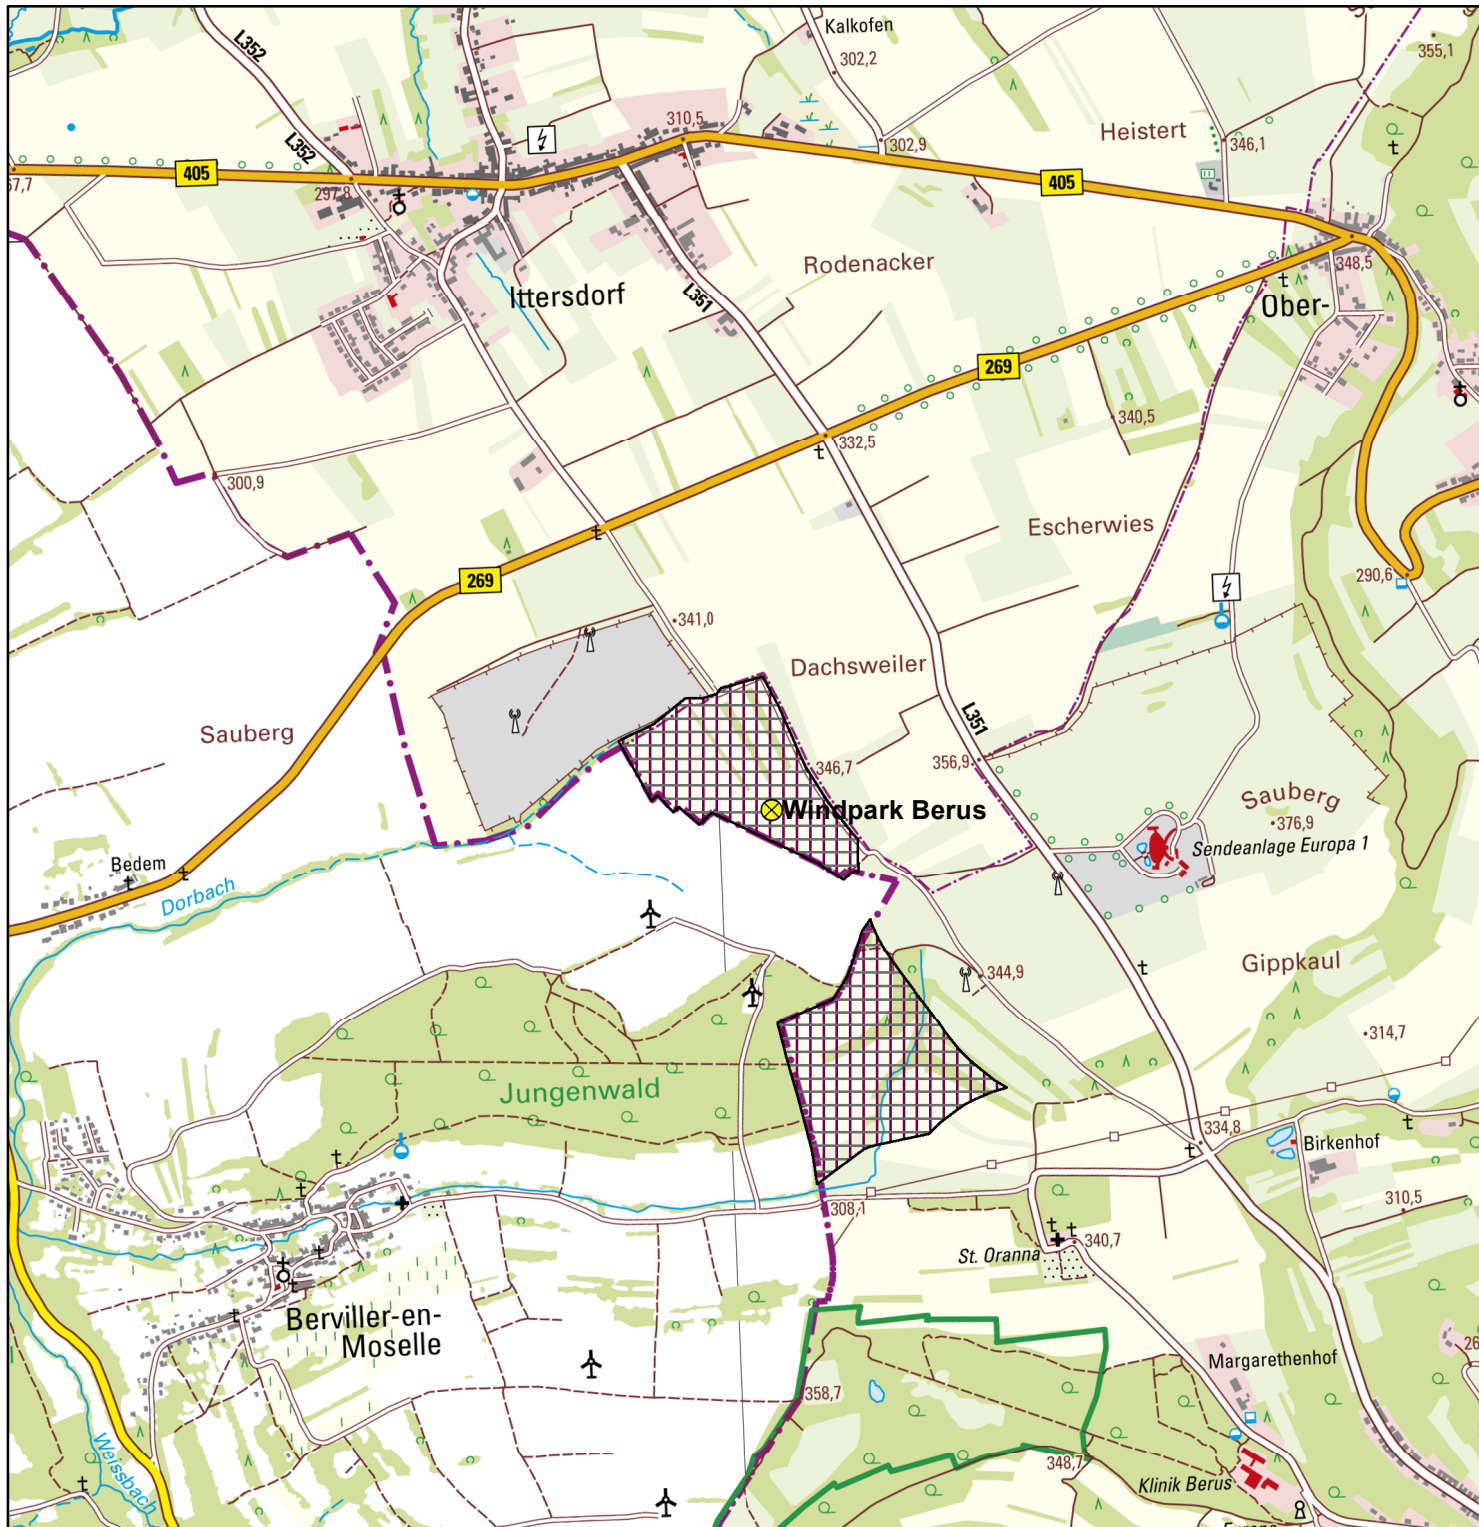 L352
Kalkofen
302,2
355,1
310,5
Heistert
L352
302,9
346,1
405
405
57,7
297,8
Rodenacker
348,5
Ittersdorf
L351
Ober-
269
340,5
332,5
300,9
Escherwies
269
290,6
341,0
Dachsweiler
Sauberg
L351
346,7
356,9
Sauberg
Windpark Berus
376,9
Sendeanlage Europa 1
Bedem
Dorbach
344,9
Gippkaul
314,7
Jungenwald
334,8
Birkenhof
308,1
310,5
340,7
St. Oranna
Berviller-en-
Moselle
Margarethenhof
26
358,7
Weissbach
348,7
Klinik Berus
Europa